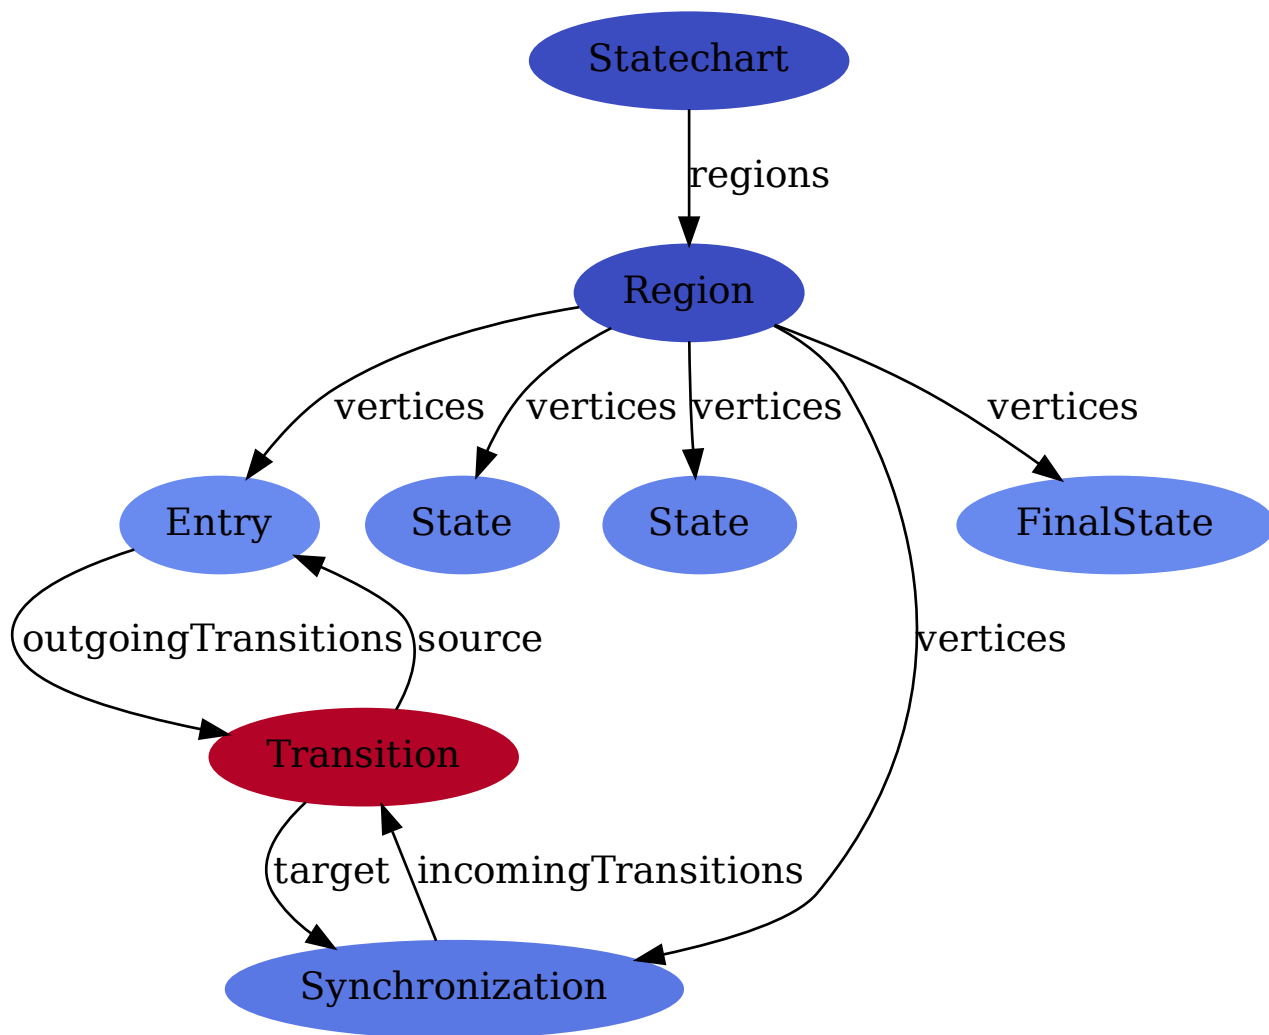 Statechart
regions
Region
vertices
vertices
vertices
vertices
Entry
State
State
FinalState
outgoingTransitions
source
vertices
Transition
target
incomingTransitions
Synchronization